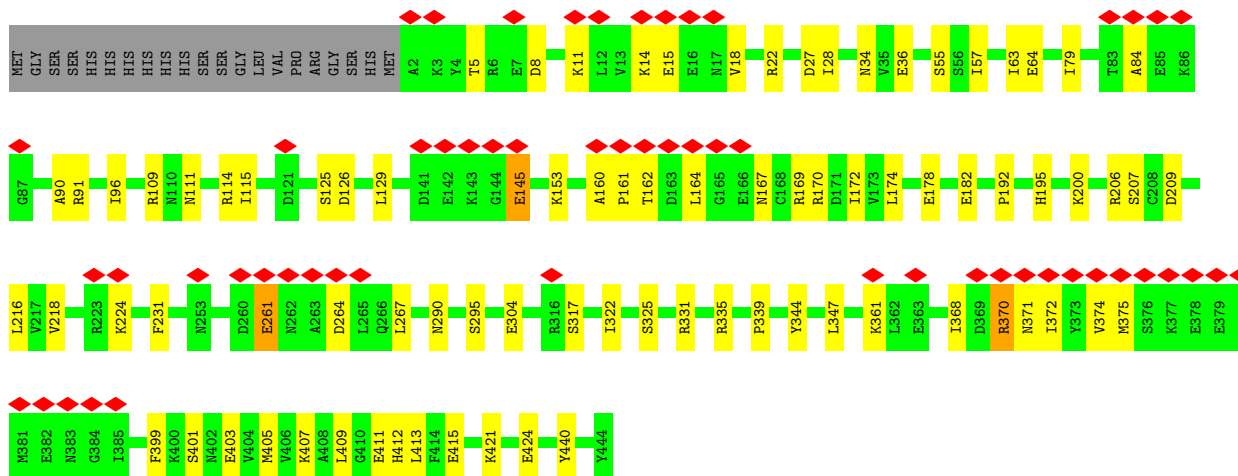 MET GLY SER SER HIS HIS HIS HIS HIS HIS SER SER GLY LEU VAL PRO ARG GLY SER HIS MET A2 K3 Y4 T5 R6 E7 D8 K11 L12 V13 K14 E15 E16 N17 V18 R22 D27 I28 N34 V35 E36 S55 S56 I57 I63 E64 I79 T83 A84 E85 K86
G87 A90 R91 I96 R109 N110 N111 R114 I115 D121 S125 D126 L129 D141 E142 K143 G144 E145 K153 A160 P161 T162 D163 L164 G165 E166 N167 C168 R169 R170 D171 I172 V173 L174 E178 E182 P192 H195 K200 R206 S207 C208 D209
L216 V217 V218 R223 K224 F231 N253 D260 E261 N262 A263 D264 L265 Q266 L267 N290 S295 E304 R316 S317 I322 S325 R331 R335 P339 Y344 L347 K361 L362 E363 I368 D369 R370 N371 I372 Y373 V374 M375 S376 K377 E378 E379
M381 E382 N383 G384 I385 F399 K400 S401 N402 E403 V404 M405 V406 K407 A408 L409 G410 E411 H412 L413 F414 E415 K421 E424 Y440 Y444